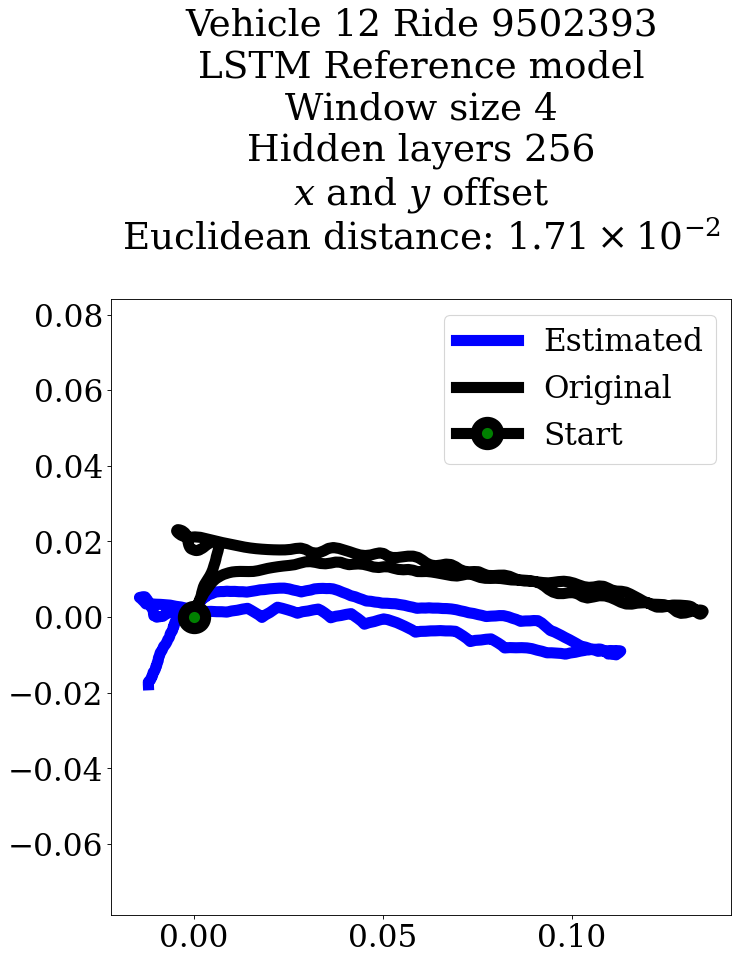 Vehicle 12 Ride 9502393
LSTM Reference model
Window size 4
Hidden layers 256
x and y offset
Euclidean distance: 1.71 × 10⁻²
Estimated
Original
Start
0.08
0.06
0.04
0.02
0.00
−0.02
−0.04
−0.06
0.00 0.05 0.10